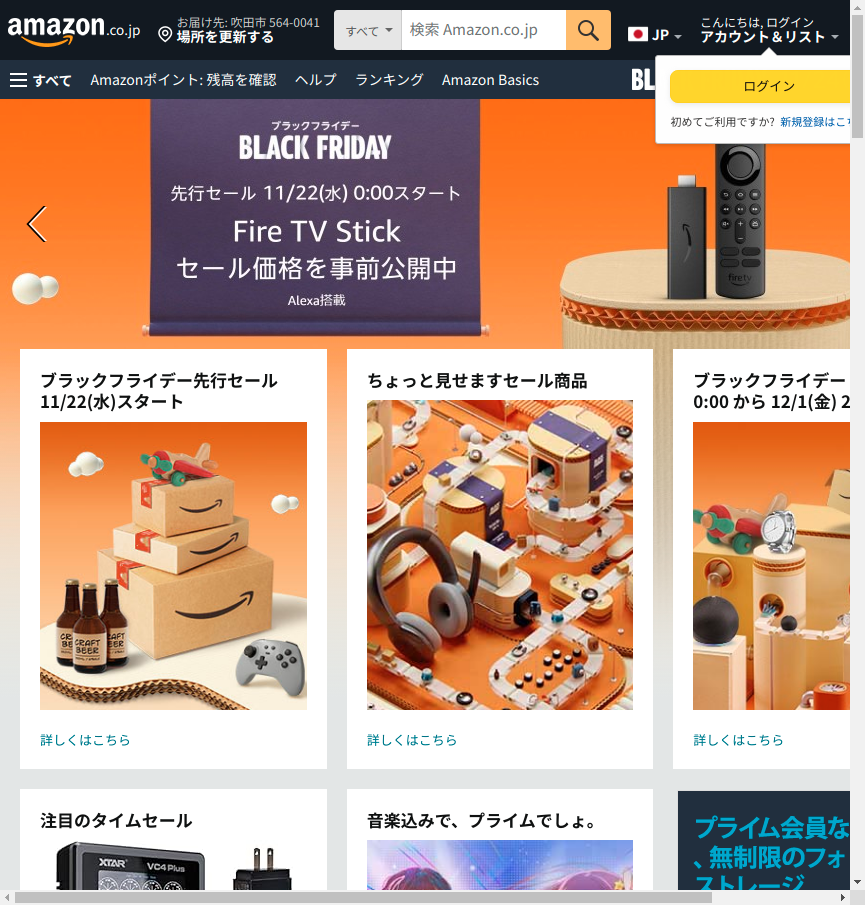 amazon.co.jp
お届け先: 吹田市 564-0041
場所を更新する
すべて
検索 Amazon.co.jp
JP
こんにちは, ログイン
アカウント＆リスト
すべて
Amazonポイント: 残高を確認
ヘルプ
ランキング
Amazon Basics
BL
ログイン
初めてご利用ですか? 新規登録はこち
ブラックフライデー
BLACK FRIDAY
先行セール 11/22(水) 0:00スタート
Fire TV Stick
セール価格を事前公開中
Alexa搭載
firetv
ブラックフライデー先行セール
11/22(水)スタート
CRAFT
BEER
詳しくはこちら
ちょっと見せますセール商品
詳しくはこちら
ブラックフライデー
0:00 から 12/1(金) 2
詳しくはこちら
注目のタイムセール
XTAR
VC4 Plus
音楽込みで、プライムでしょ。
プライム会員な
、無制限のフォ
ストレージ